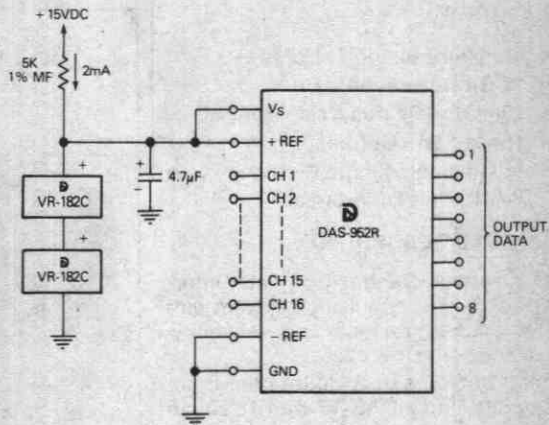 +15VDC
5K
1% MF
2mA
+
VR-182C
+
VR-182C
+
4.7µF
–
VS
+ REF
CH 1
CH 2
CH 15
CH 16
– REF
GND
DAS-952R
1
8
OUTPUT
DATA